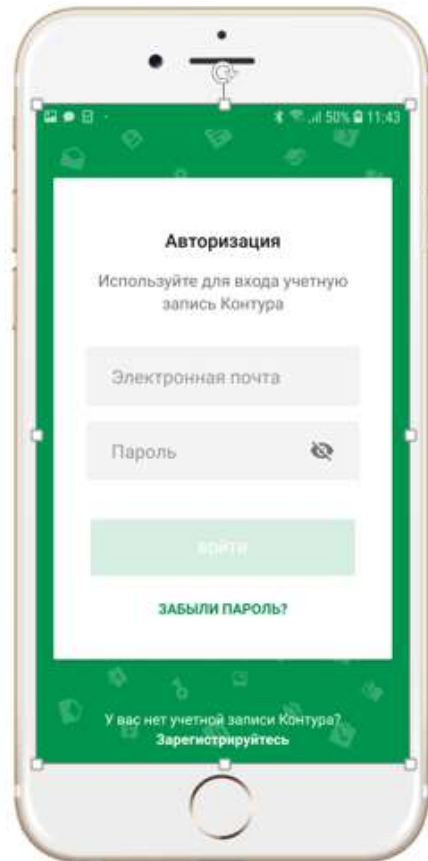 50% 11:43
Авторизация
Используйте для входа учетную
запись Контура
Электронная почта
Пароль
ВОЙТИ
ЗАБЫЛИ ПАРОЛЬ?
У вас нет учетной записи Контура?
Зарегистрируйтесь